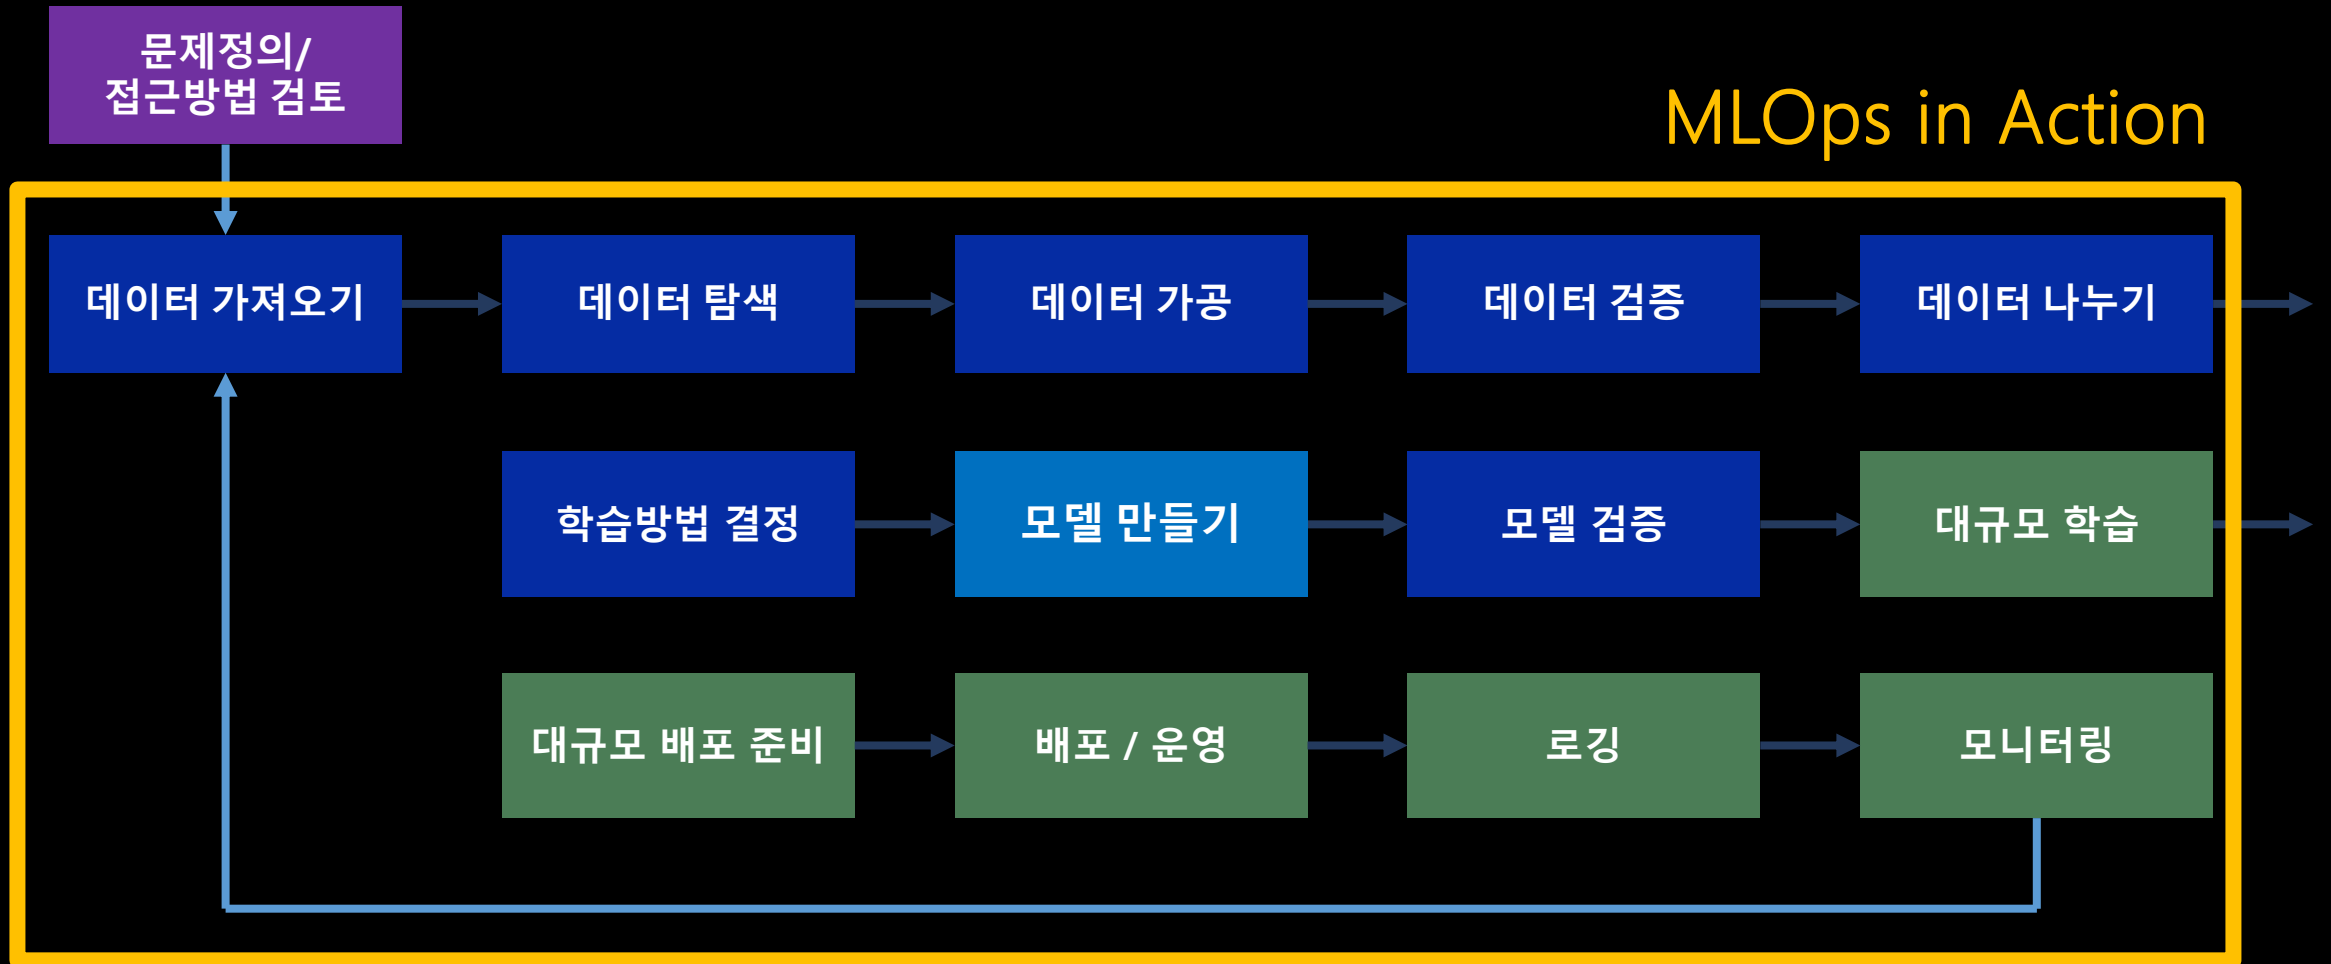 문제정의/
접근방법 검토
MLOps in Action
데이터 가져오기
데이터 탐색
데이터 가공
데이터 검증
데이터 나누기
학습방법 결정
모델 만들기
모델 검증
대규모 학습
대규모 배포 준비
배포 / 운영
로깅
모니터링